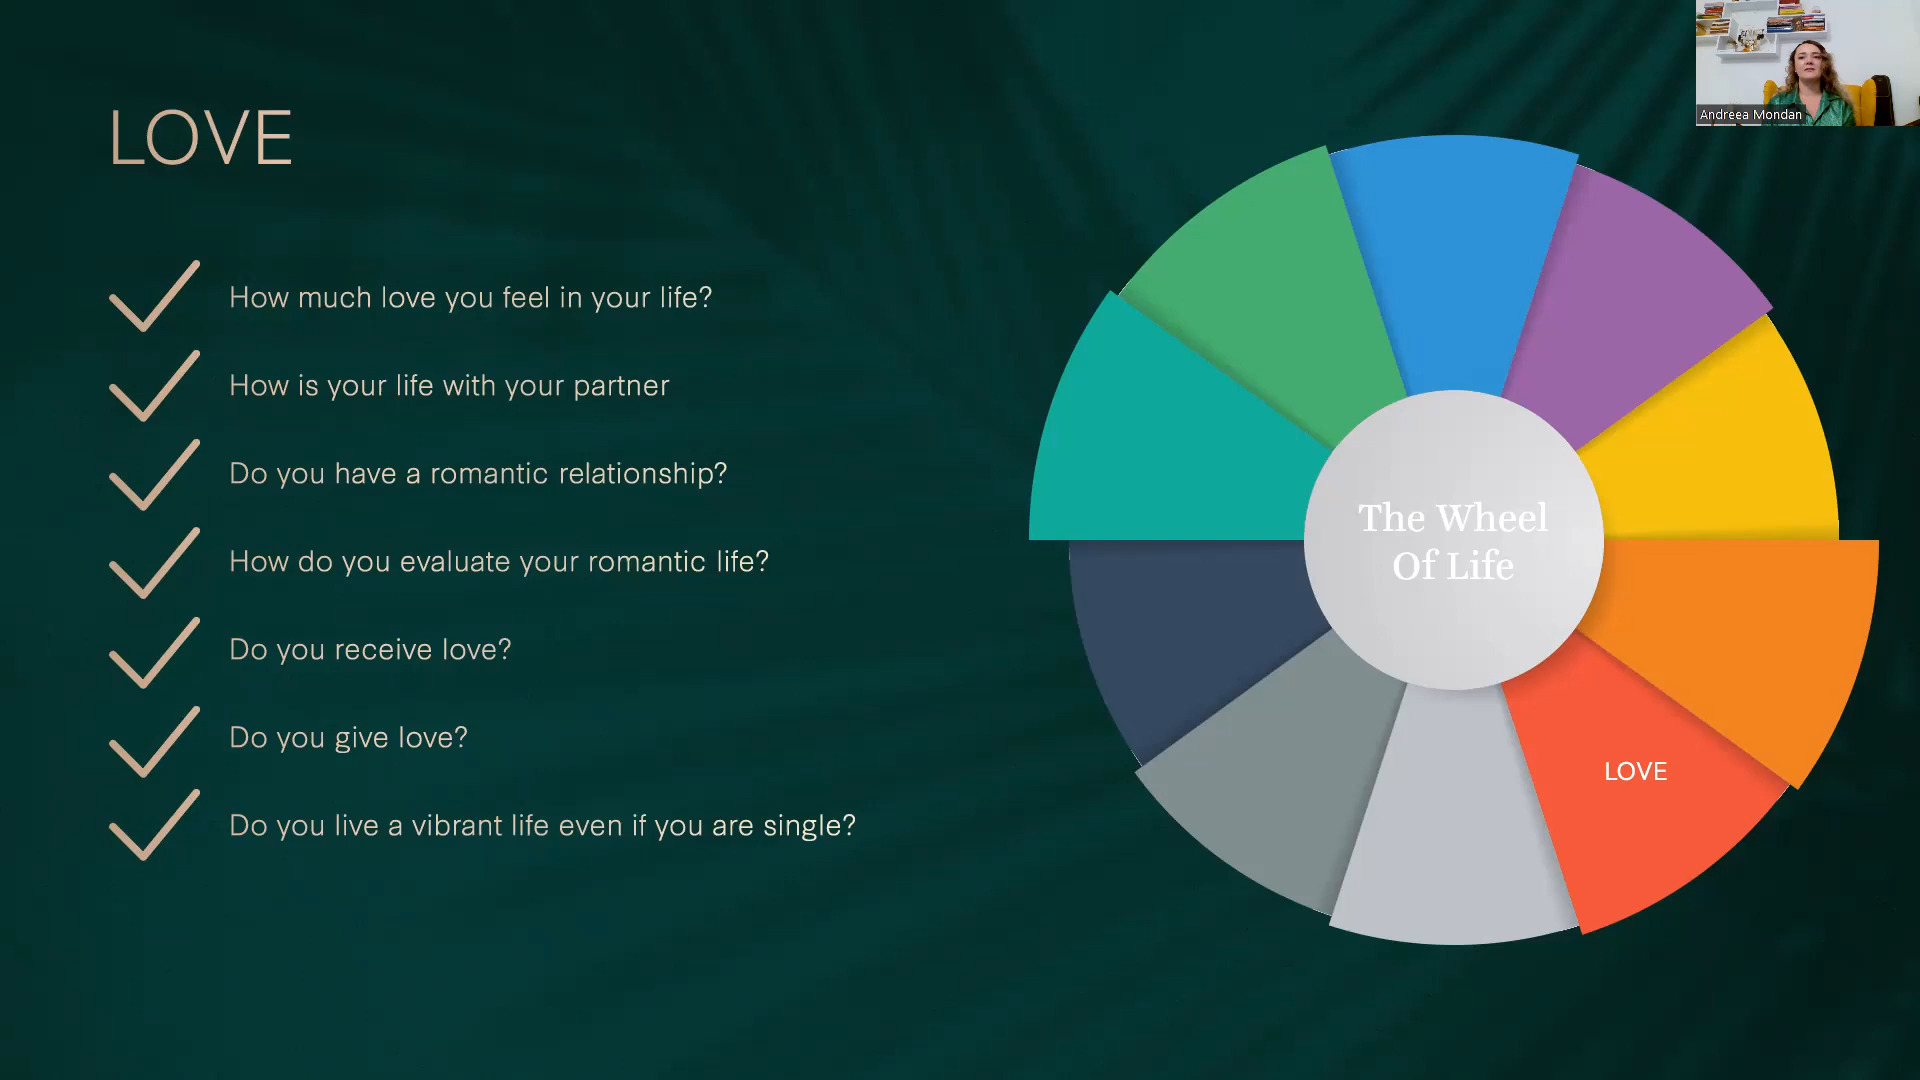 LOVE
How much love you feel in your life?
How is your life with your partner
Do you have a romantic relationship?
How do you evaluate your romantic life?
Do you receive love?
Do you give love?
Do you live a vibrant life even if you are single?
The Wheel
Of Life
LOVE
Andreea Mondan